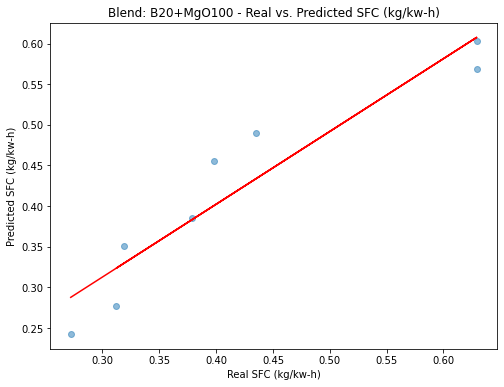 Blend: B20+MgO100 - Real vs. Predicted SFC (kg/kw-h)
Predicted SFC (kg/kw-h)
0.60
0.55
0.50
0.45
0.40
0.35
0.30
0.25
0.30 0.35 0.40 0.45 0.50 0.55 0.60
Real SFC (kg/kw-h)